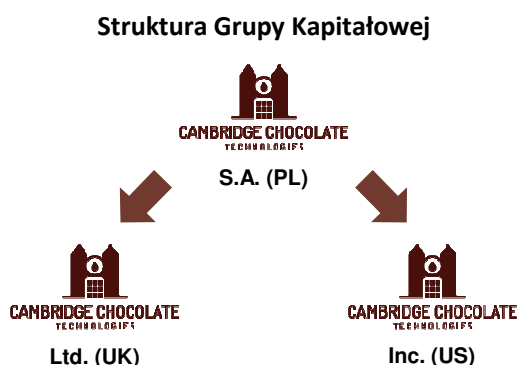 Struktura Grupy Kapitałowej
CAMBRIDGE CHOCOLATE
TECHNOLOGIES
S.A. (PL)
CAMBRIDGE CHOCOLATE
TECHNOLOGIES
Ltd. (UK)
CAMBRIDGE CHOCOLATE
TECHNOLOGIES
Inc. (US)